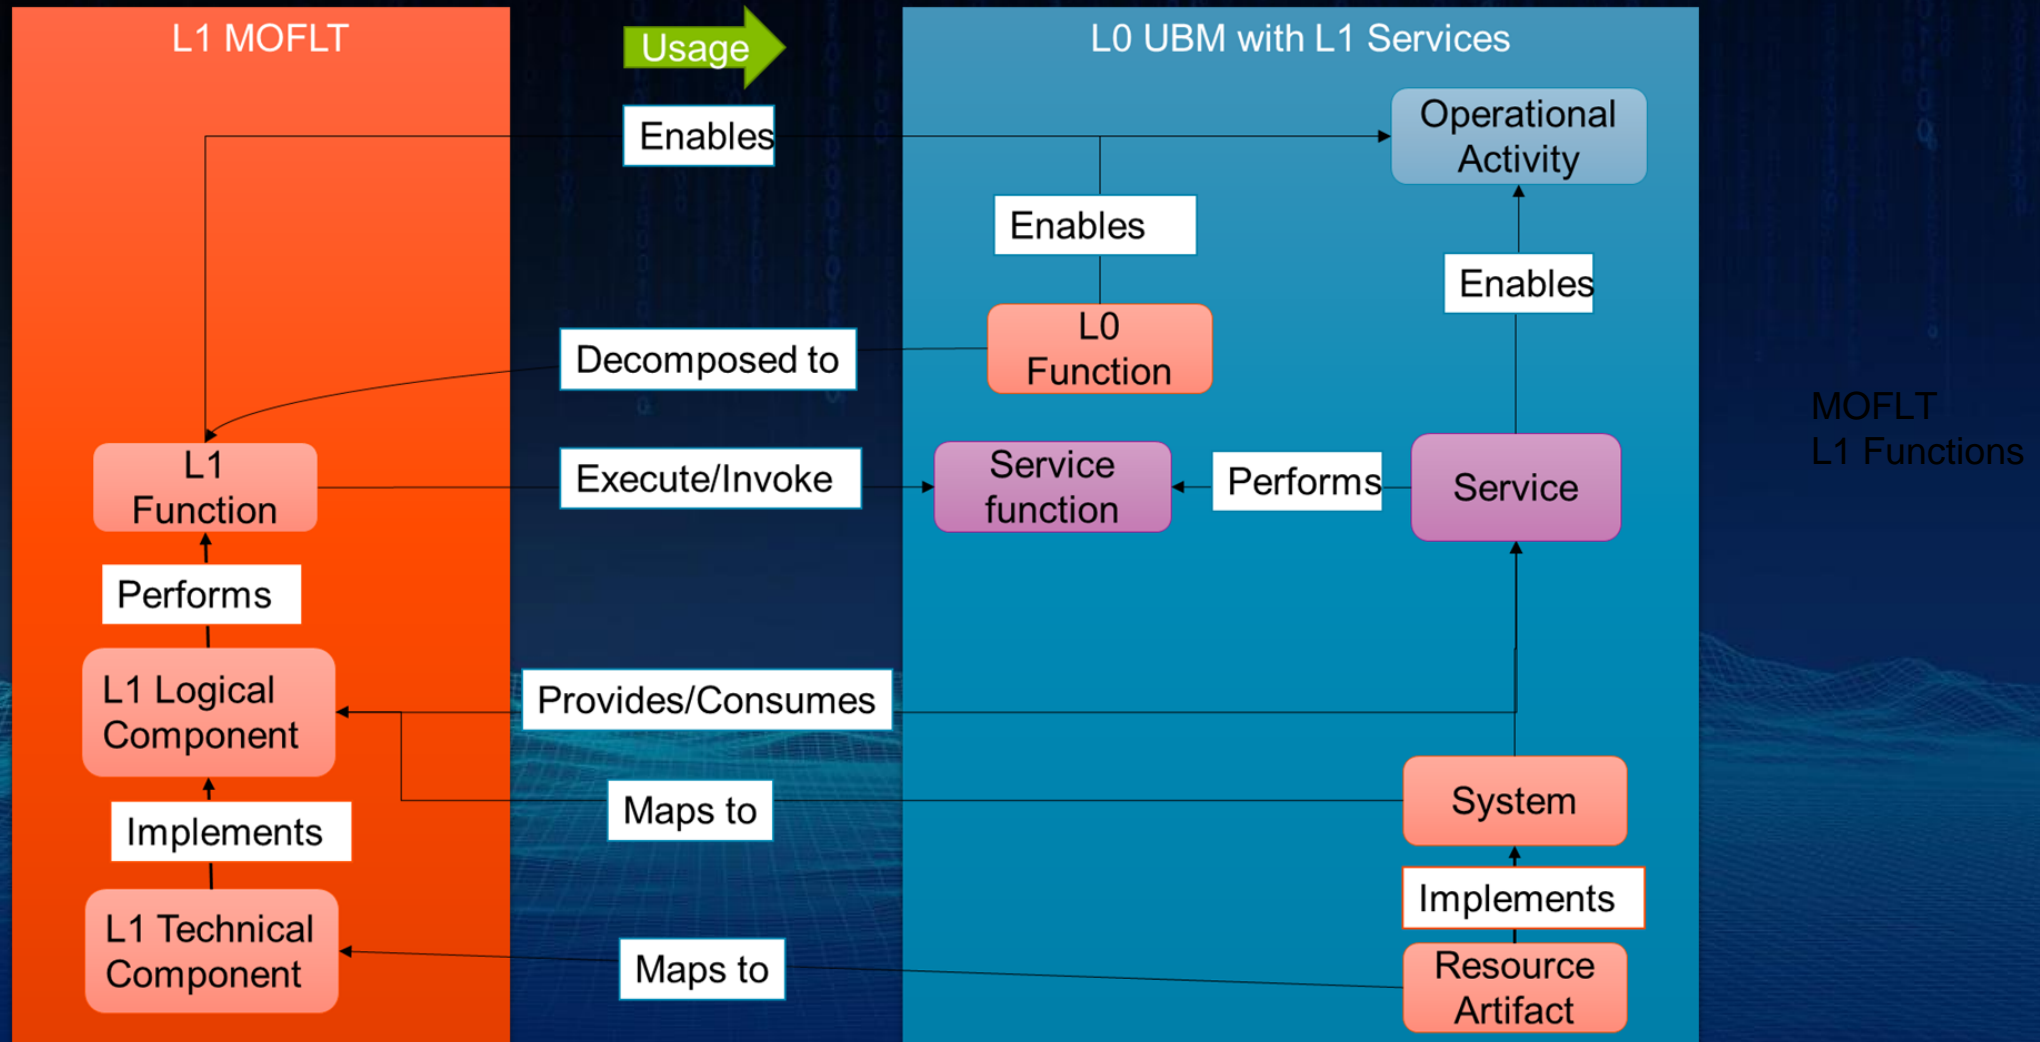 L1 MOFLT
Usage
L0 UBM with L1 Services
Enables
Operational
Activity
Enables
Enables
L0
Function
Decomposed to
MOFLT
L1 Functions
L1
Function
Execute/Invoke
Service
function
Performs
Service
Performs
L1 Logical
Component
Provides/Consumes
Maps to
System
Implements
Implements
L1 Technical
Component
Maps to
Resource
Artifact